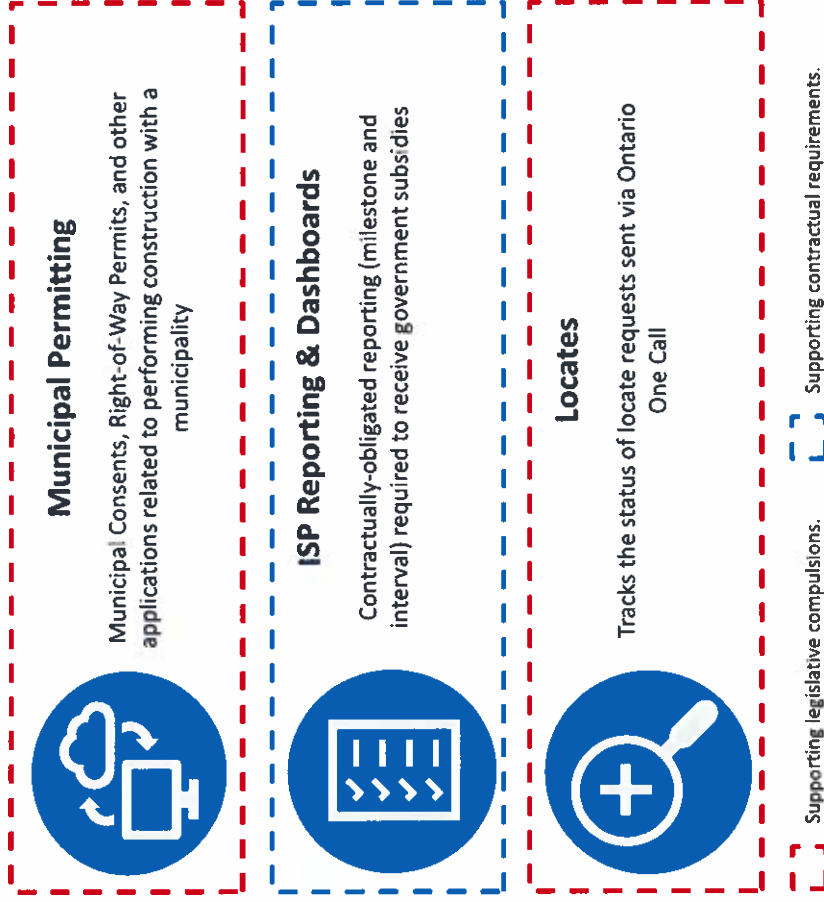 Municipal Permitting
Municipal Consents, Right-of-Way Permits, and other
applications related to performing construction with a
municipality
ISP Reporting & Dashboards
Contractually-obligated reporting (milestone and
interval) required to receive government subsidies
Locates
Tracks the status of locate requests sent via Ontario
One Call
Supporting legislative compulsions.
Supporting contractual requirements.